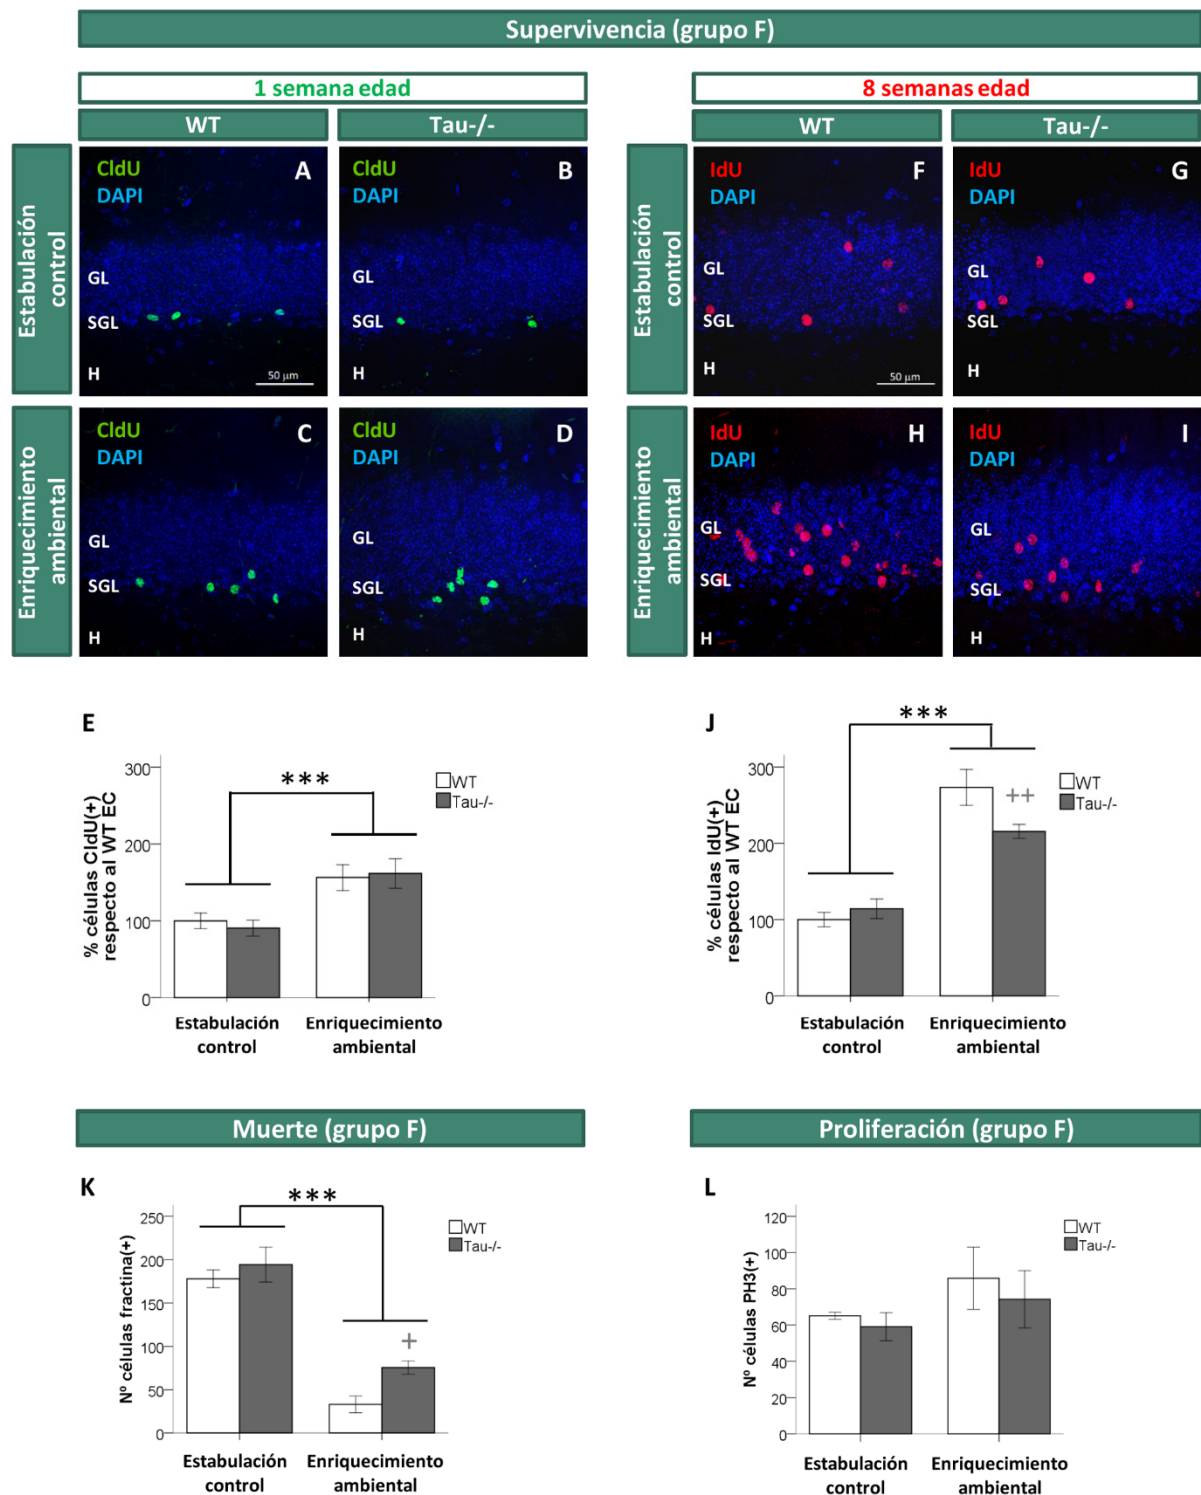 Supervivencia (grupo F)
1 semana edad
8 semanas edad
WT
Tau-/-
WT
Tau-/-
Estabulación
control
CldU
DAPI
A
GL
SGL
H
50 µm
CldU
DAPI
B
IdU
DAPI
F
GL
SGL
H
50 µm
IdU
DAPI
G
GL
SGL
H
Estabulación
control
Enriquecimiento
ambiental
CldU
DAPI
C
GL
SGL
H
CldU
DAPI
D
GL
SGL
H
Enriquecimiento
ambiental
IdU
DAPI
H
GL
SGL
H
IdU
DAPI
I
GL
SGL
H
E
% células CldU(+)
respecto al WT EC
300
200
100
0
***
WT
Tau-/-
Estabulación
control
Enriquecimiento
ambiental
J
% células IdU(+)
respecto al WT EC
300
200
100
0
***
++
WT
Tau-/-
Estabulación
control
Enriquecimiento
ambiental
Muerte (grupo F)
Proliferación (grupo F)
K
Nº células fractina(+)
250
200
150
100
50
0
***
+
WT
Tau-/-
Estabulación
control
Enriquecimiento
ambiental
L
Nº células PH3(+)
120
100
80
60
40
20
0
WT
Tau-/-
Estabulación
control
Enriquecimiento
ambiental